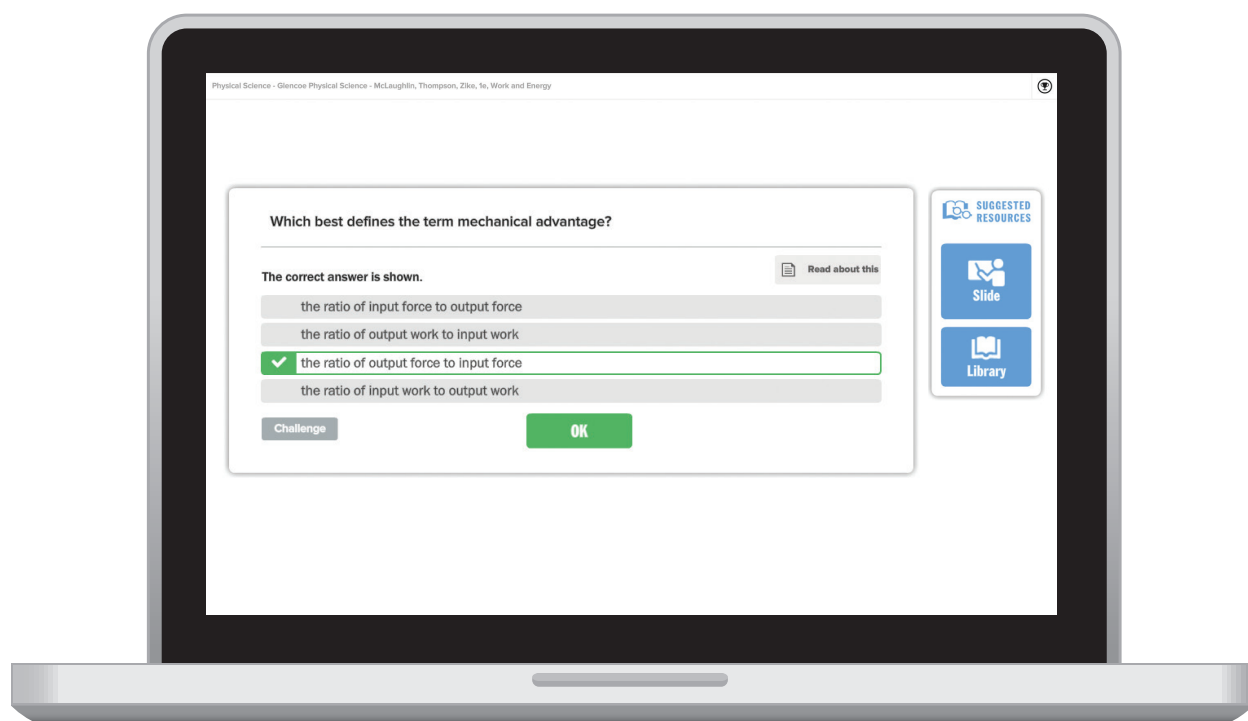 Physical Science - Glencoe Physical Science - McLaughlin, Thompson, Zike, 1e, Work and Energy
Which best defines the term mechanical advantage?
The correct answer is shown.
Read about this
the ratio of input force to output force
the ratio of output work to input work
the ratio of output force to input force
the ratio of input work to output work
Challenge
OK
SUGGESTED
RESOURCES
Slide
Library